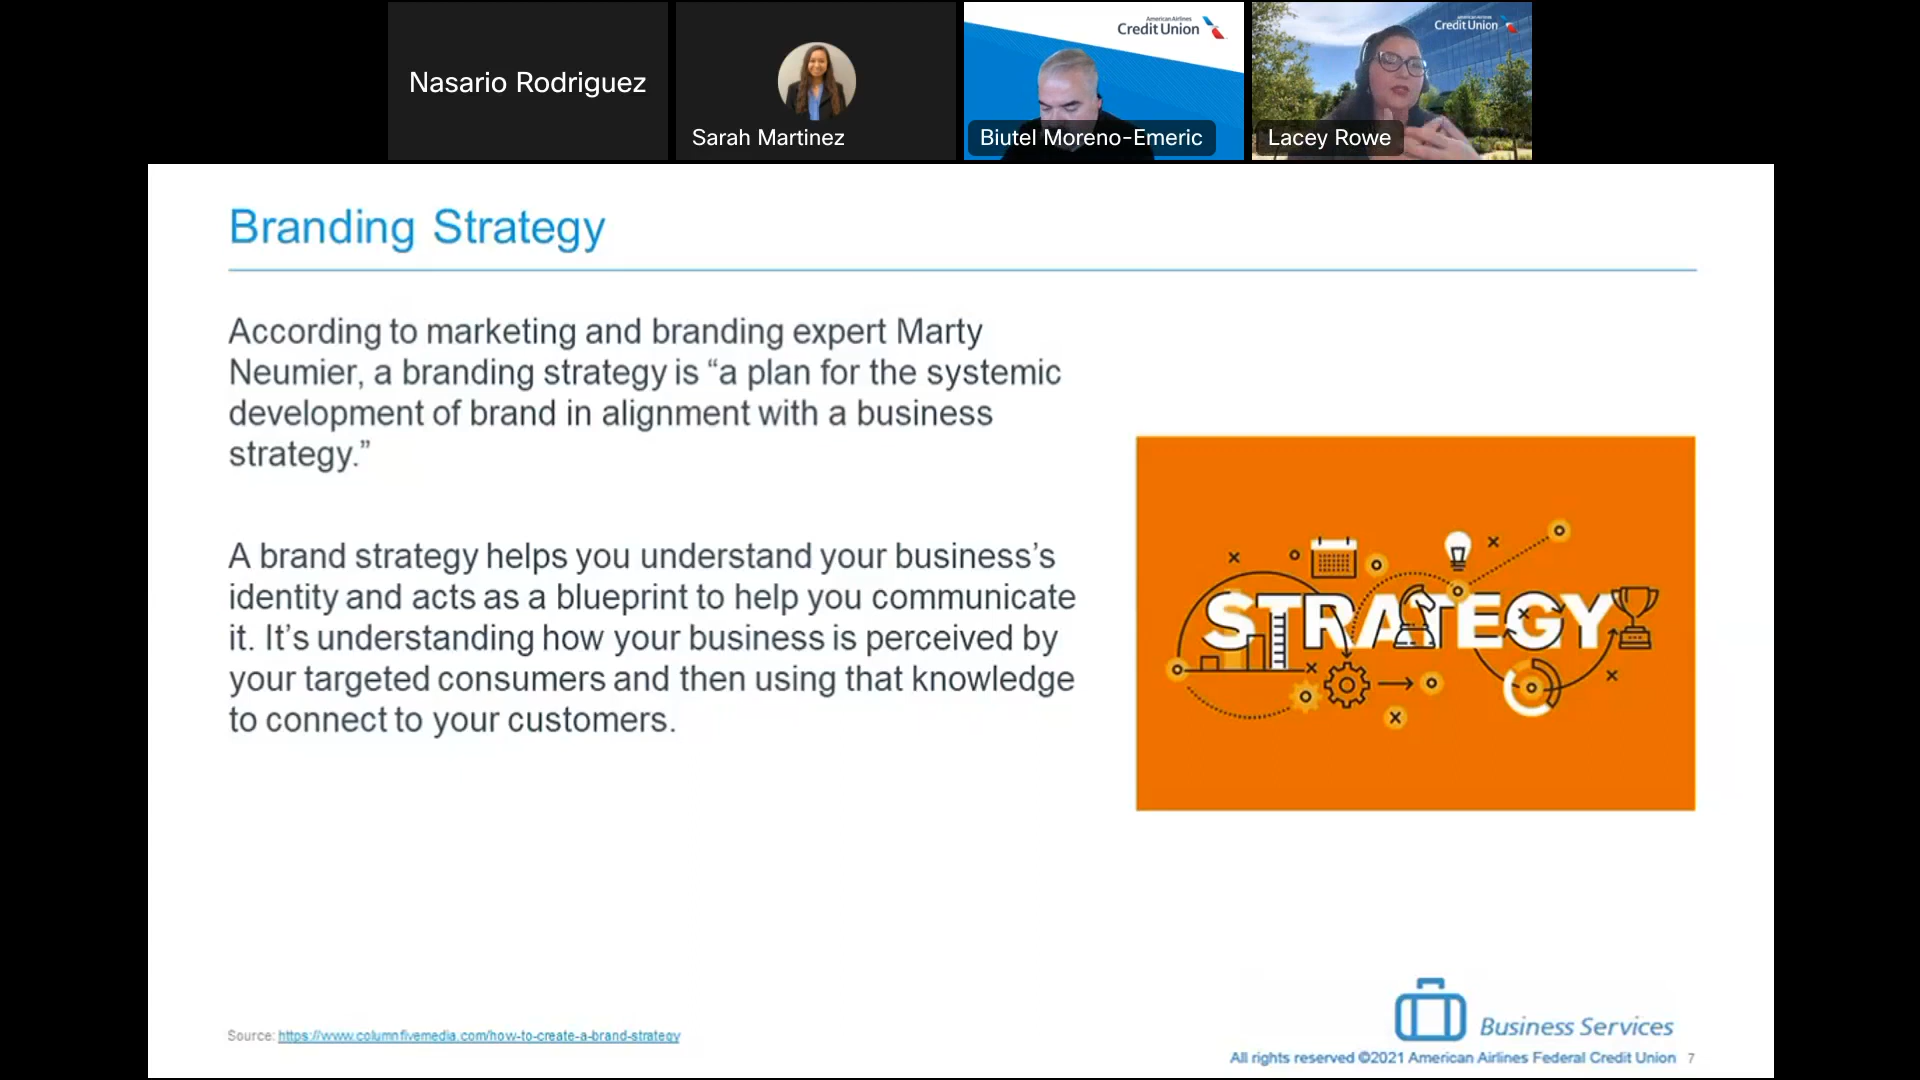 Nasario Rodriguez
Sarah Martinez
American Airlines
Credit Union
Biutel Moreno-Emeric
Credit Union
Lacey Rowe
Branding Strategy
According to marketing and branding expert Marty
Neumier, a branding strategy is “a plan for the systemic
development of brand in alignment with a business
strategy.”
A brand strategy helps you understand your business’s
identity and acts as a blueprint to help you communicate
it. It’s understanding how your business is perceived by
your targeted consumers and then using that knowledge
to connect to your customers.
STRATEGY
Source: https://www.columnfivemedia.com/how-to-create-a-brand-strategy
Business Services
All rights reserved ©2021 American Airlines Federal Credit Union 7